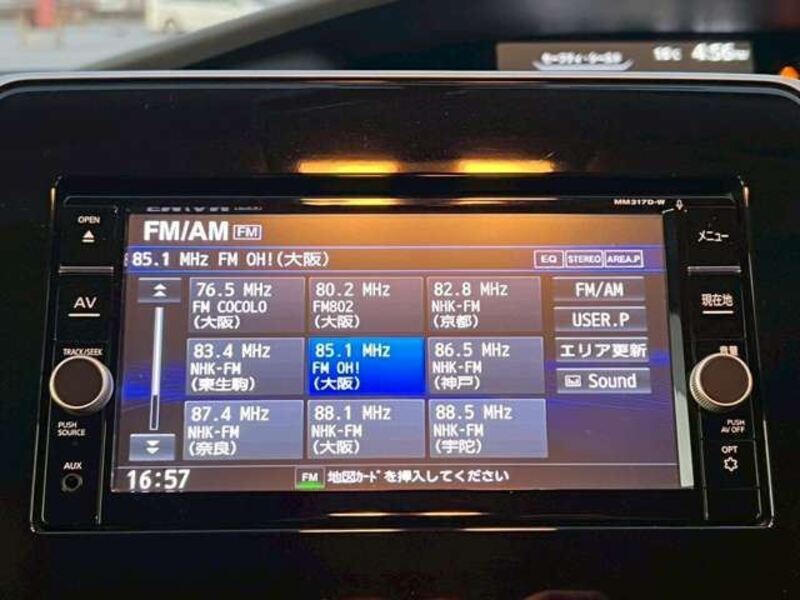 セーフティ・シールド
18℃ 4:56
MM317D-W
OPEN
AV
TRACK/SEEK
PUSH
SOURCE
AUX
FM/AM FM
85.1 MHz FM OH!(大阪) EQ STEREO AREA.P
76.5 MHz
FM COCOLO
(大阪)
80.2 MHz
FM802
(大阪)
82.8 MHz
NHK-FM
(京都)
83.4 MHz
NHK-FM
(東生駒)
85.1 MHz
FM OH!
(大阪)
86.5 MHz
NHK-FM
(神戸)
87.4 MHz
NHK-FM
(奈良)
88.1 MHz
NHK-FM
(大阪)
88.5 MHz
NHK-FM
(宇陀)
FM/AM
USER.P
エリア更新
Sound
16:57 FM 地図ｶｰﾄﾞを挿入してください
メニュー
現在地
音量
PUSH
AV OFF
OPT